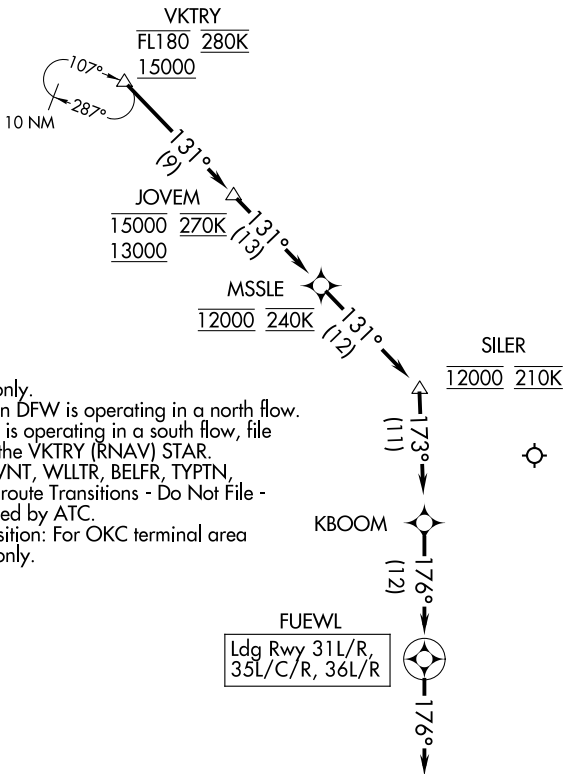 VKTRY
FL180 280K
15000
107°
287°
10 NM
131°
(9)
JOVEM
15000 270K
13000
131°
(13)
MSSLE
12000 240K
131°
(12)
SILER
12000 210K
only.
n DFW is operating in a north flow.
is operating in a south flow, file
the VKTRY (RNAV) STAR.
VNT, WLLTR, BELFR, TYPTN,
route Transitions - Do Not File -
ed by ATC.
sition: For OKC terminal area
only.
173°
(11)
KBOOM
176°
(12)
FUEWL
Ldg Rwy 31L/R,
35L/C/R, 36L/R
176°